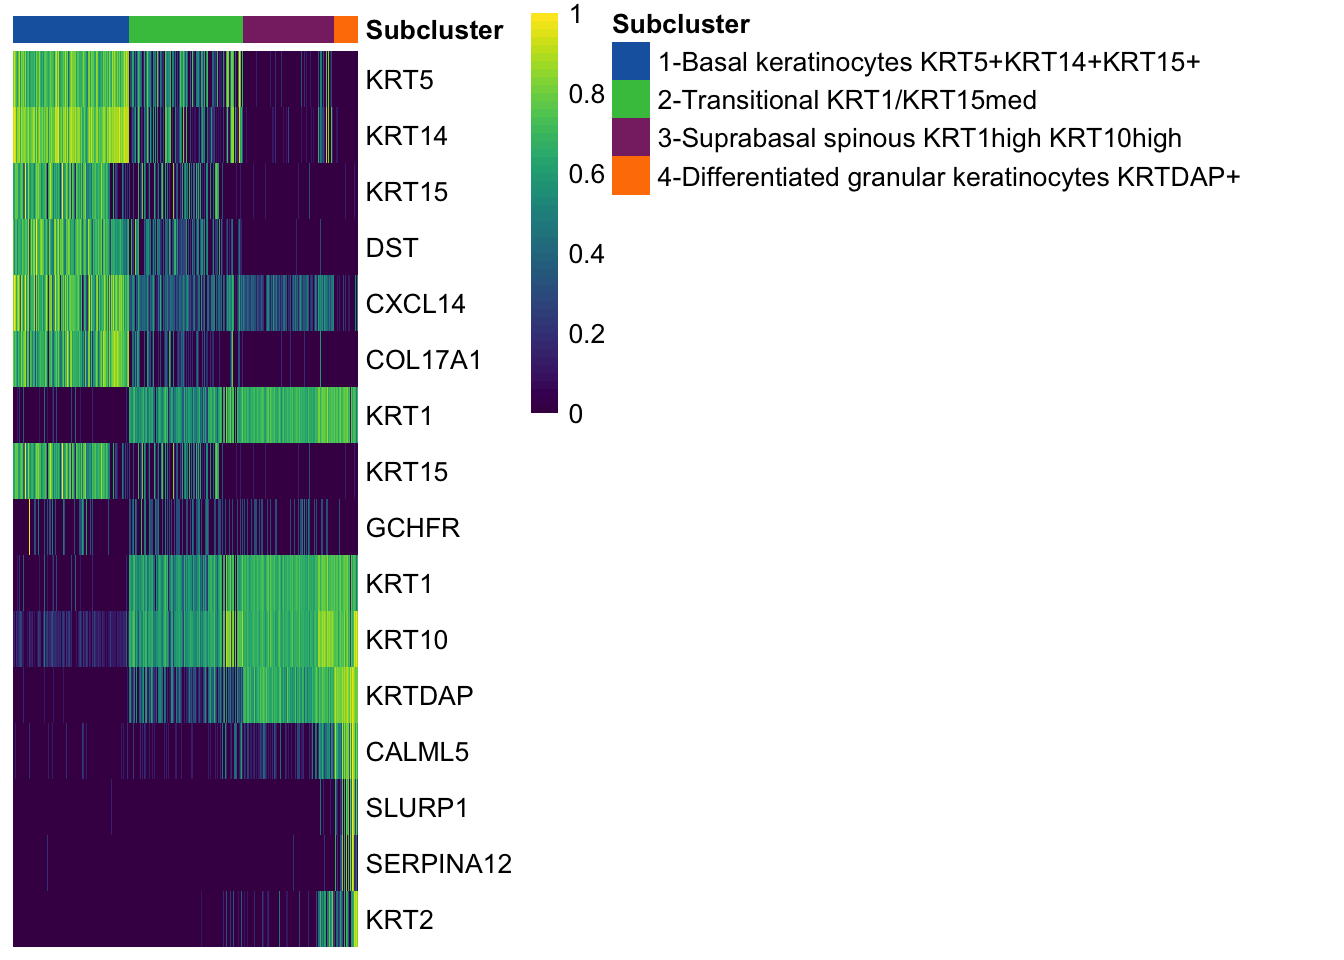 Subcluster
KRT5
KRT14
KRT15
DST
CXCL14
COL17A1
KRT1
KRT15
GCHFR
KRT1
KRT10
KRTDAP
CALML5
SLURP1
SERPINA12
KRT2
1
0.8
0.6
0.4
0.2
0
Subcluster
1-Basal keratinocytes KRT5+KRT14+KRT15+
2-Transitional KRT1/KRT15med
3-Suprabasal spinous KRT1high KRT10high
4-Differentiated granular keratinocytes KRTDAP+